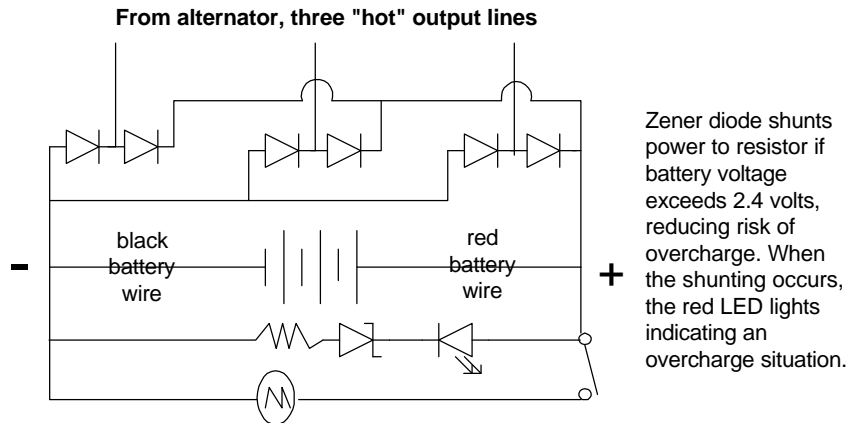 From alternator, three "hot" output lines
Zener diode shunts
power to resistor if
battery voltage
exceeds 2.4 volts,
reducing risk of
overcharge. When
the shunting occurs,
the red LED lights
indicating an
overcharge situation.
black
battery
wire
red
battery
wire
-
+